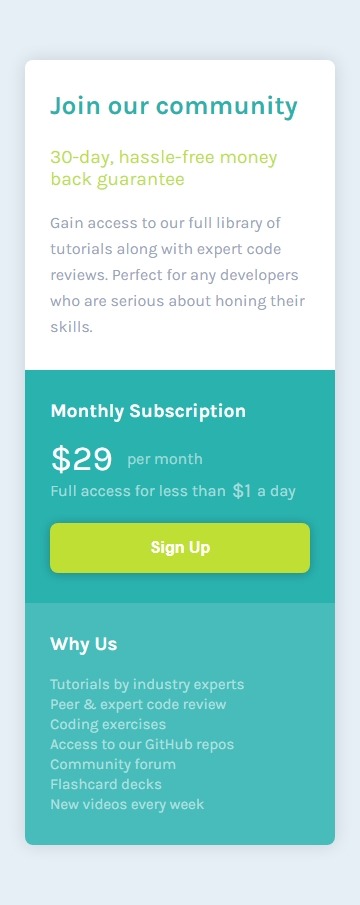 Join our community
30-day, hassle-free money
back guarantee
Gain access to our full library of
tutorials along with expert code
reviews. Perfect for any developers
who are serious about honing their
skills.
Monthly Subscription
$29 per month
Full access for less than $1 a day
Sign Up
Why Us
Tutorials by industry experts
Peer & expert code review
Coding exercises
Access to our GitHub repos
Community forum
Flashcard decks
New videos every week